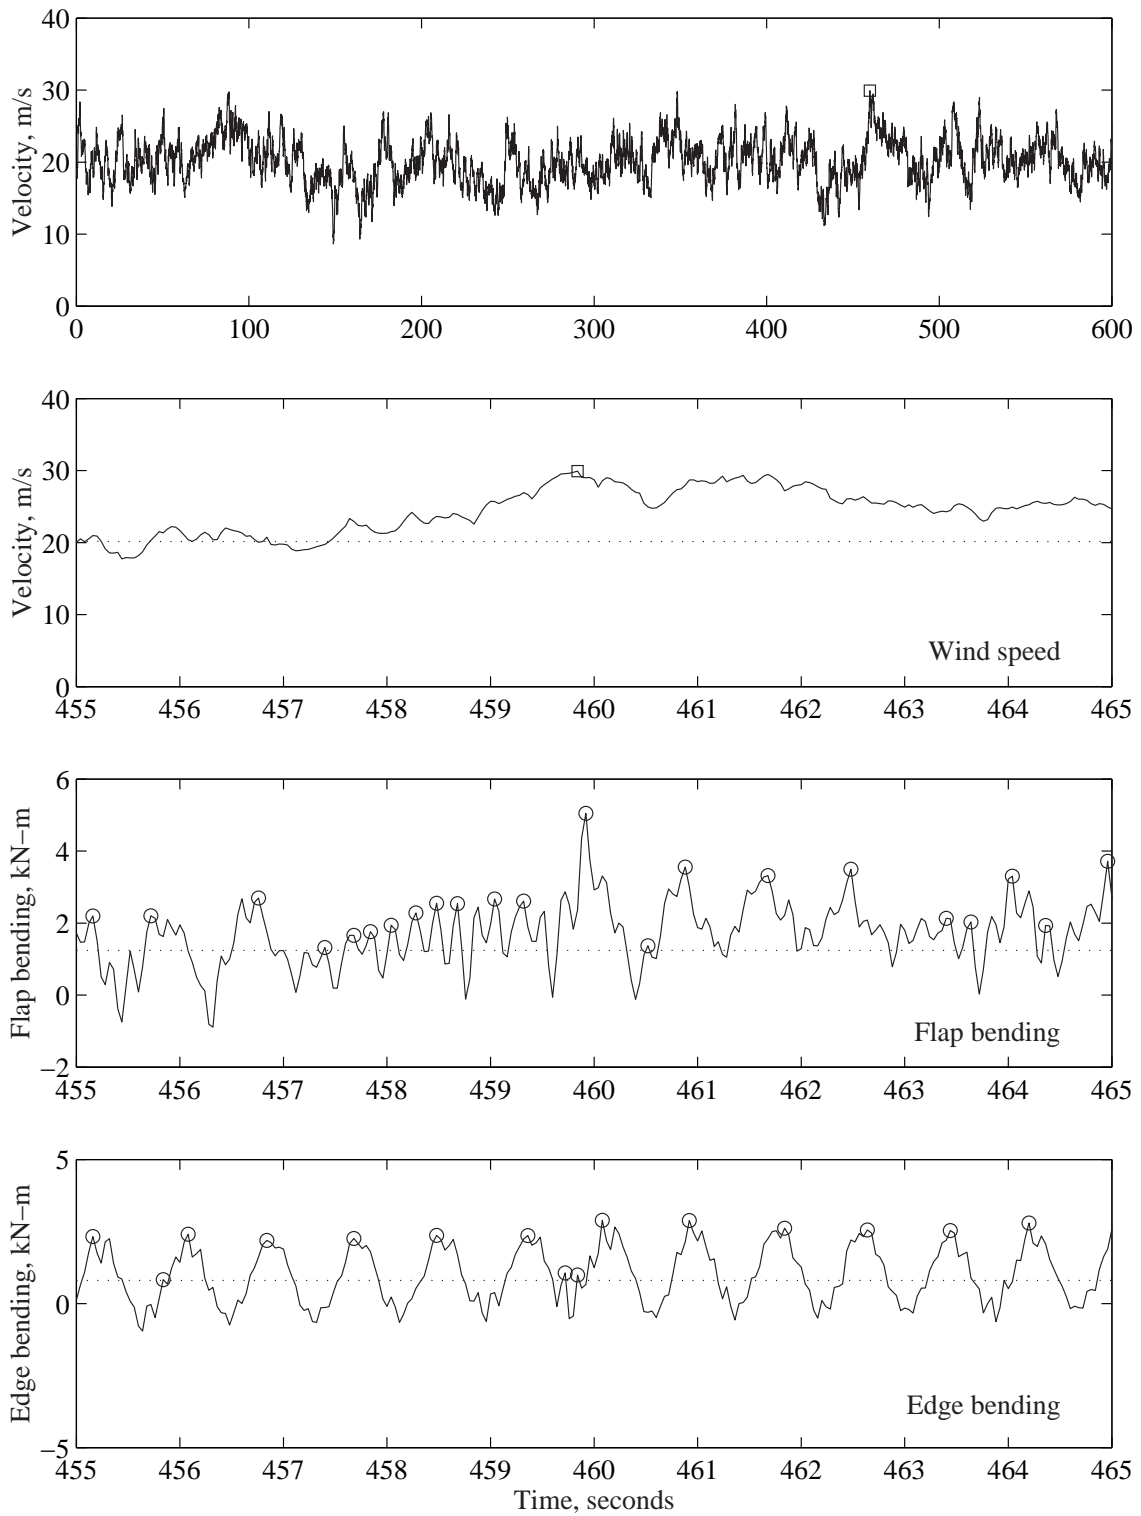 40
30
20
10
0
Velocity, m/s
0 100 200 300 400 500 600
40
30
20
10
0
Velocity, m/s
Wind speed
455 456 457 458 459 460 461 462 463 464 465
6
4
2
0
−2
Flap bending, kN−m
Flap bending
455 456 457 458 459 460 461 462 463 464 465
5
0
−5
Edge bending, kN−m
Edge bending
455 456 457 458 459 460 461 462 463 464 465
Time, seconds